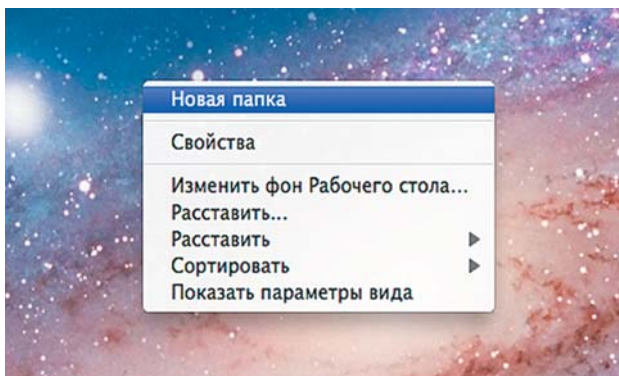 Новая папка
Свойства
Изменить фон Рабочего стола...
Расставить...
Расставить
Сортировать
Показать параметры вида